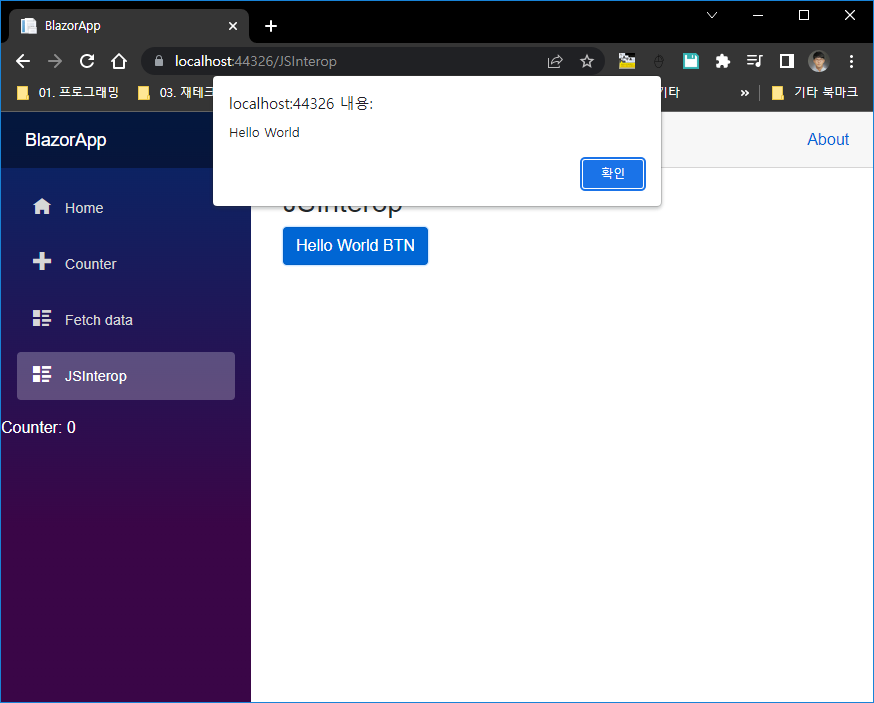 BlazorApp
localhost:44326/JSInterop
01. 프로그래밍
03. 재테크
기타
기타 북마크
localhost:44326 내용:
Hello World
확인
BlazorApp
About
Home
Counter
Fetch data
JSInterop
Counter: 0
JSInterop
Hello World BTN